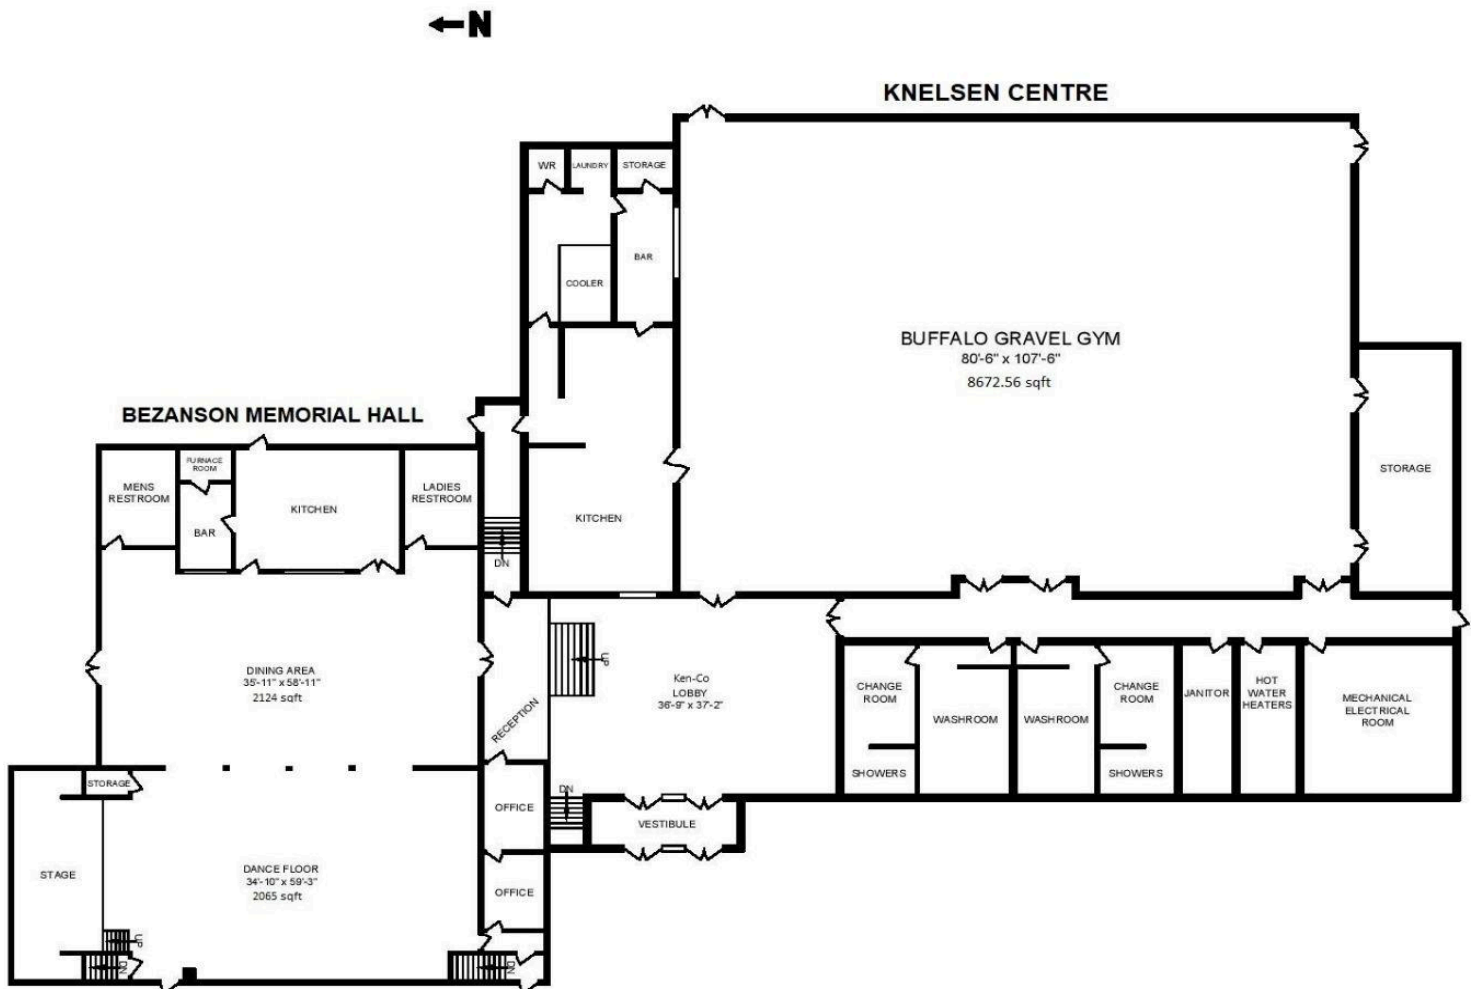 N
KNELSEN CENTRE
WR
LAUNDRY
STORAGE
BAR
COOLER
BUFFALO GRAVEL GYM
80'-6" x 107'-6"
8672.56 sqft
STORAGE
KITCHEN
DN
BEZANSON MEMORIAL HALL
MENS
RESTROOM
FURNACE
ROOM
BAR
KITCHEN
LADIES
RESTROOM
DINING AREA
35'-11" x 58'-11"
2124 sqft
RECEPTION
UP
Ken-Co
LOBBY
36'-9" x 37'-2"
CHANGE
ROOM
SHOWERS
WASHROOM
WASHROOM
CHANGE
ROOM
SHOWERS
JANITOR
HOT
WATER
HEATERS
MECHANICAL
ELECTRICAL
ROOM
STORAGE
STAGE
DANCE FLOOR
34'-10" x 59'-3"
2065 sqft
UP
DN
OFFICE
OFFICE
DN
DN
VESTIBULE